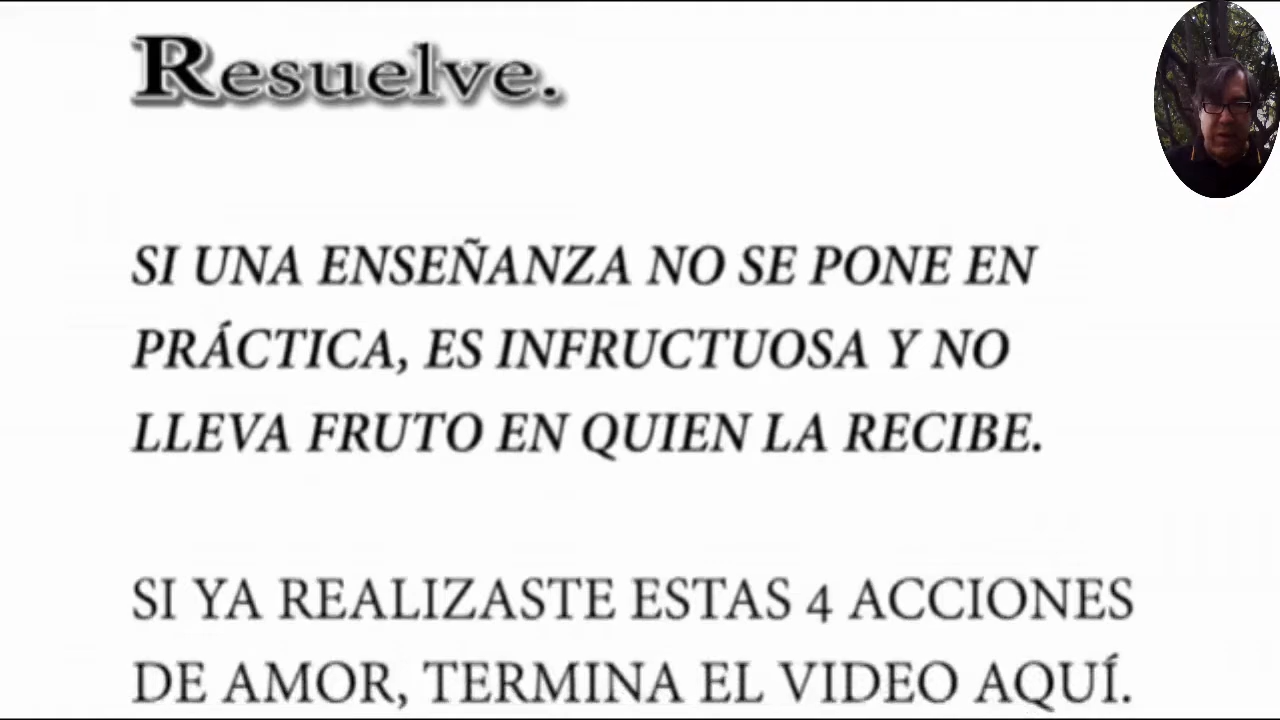 Resuelve.
SI UNA ENSEÑANZA NO SE PONE EN
PRÁCTICA, ES INFRUCTUOSA Y NO
LLEVA FRUTO EN QUIEN LA RECIBE.
SI YA REALIZASTE ESTAS 4 ACCIONES
DE AMOR, TERMINA EL VIDEO AQUÍ.